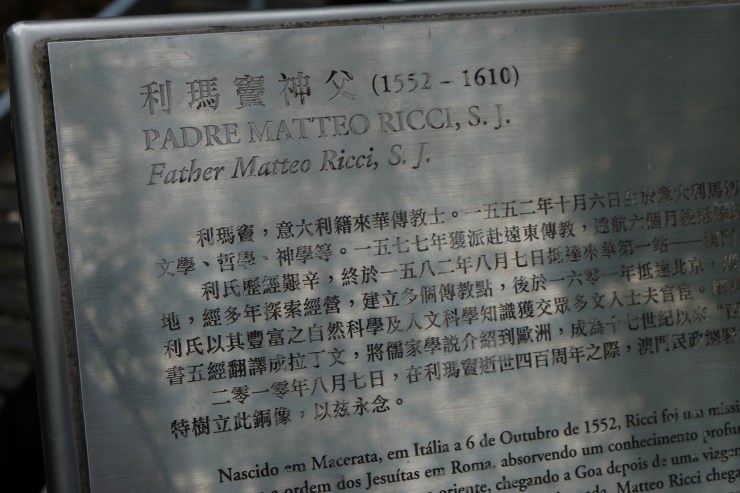 利瑪竇神父 (1552 - 1610)
PADRE MATTEO RICCI, S. J.
Father Matteo Ricci, S. J.
利瑪竇，意大利籍來華傳教士。一五五二年十月六日生於意大利馬
文學、哲學、神學等。一五七七年獲派赴遠東傳教，遠航六個月後抵達
利氏歷經艱辛，終於一五八二年八月七日抵達來華第一站——澳門
地，經多年探索經營，建立多個傳教點，後於一六零一年抵達北京，
利氏以其豐富之自然科學及人文科學知識獲交眾多文人士夫官宦。
書五經翻譯成拉丁文，將儒家學說介紹到歐洲，成為十七世紀以來
二零一零年八月七日，在利瑪竇逝世四百周年之際，澳門民政總署
特樹立此銅像，以兹永念。
Nascido em Macerata, em Itália a 6 de Outubro de 1552, Ricci foi um missi
ordem dos Jesuítas em Roma, absorvendo um conhecimento profu
oriente, chegando a Goa depois de uma viagem
Matteo Ricci chega